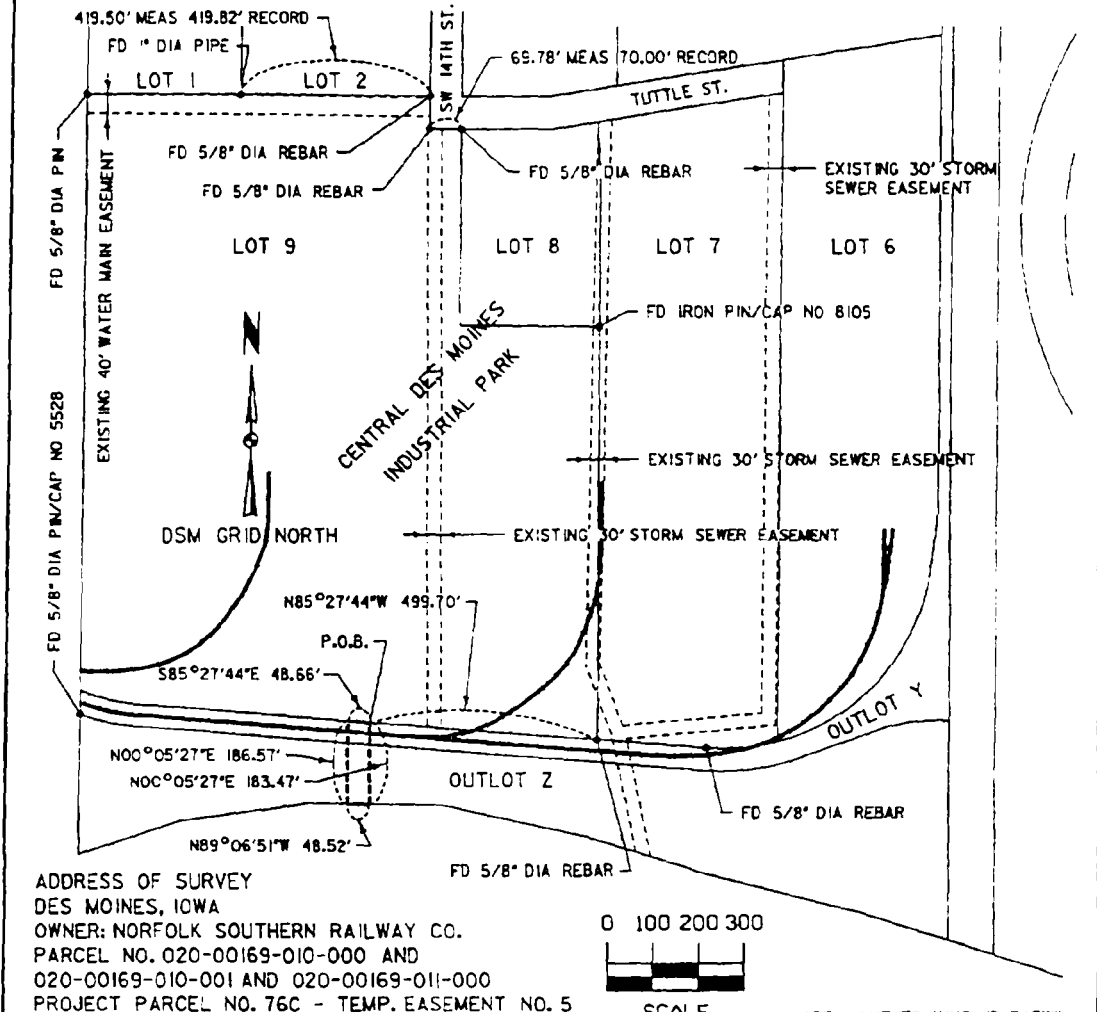 419.50' MEAS 419.82' RECORD
FD 1" DIA PIPE
LOT 1
LOT 2
SW 14TH ST.
69.78' MEAS 70.00' RECORD
TUTTLE ST.
FD 5/8" DIA PIN
EXISTING 40' WATER MAIN EASEMENT
FD 5/8" DIA REBAR
FD 5/8" DIA REBAR
FD 5/8" DIA REBAR
EXISTING 30' STORM
SEWER EASEMENT
LOT 9
LOT 8
LOT 7
LOT 6
FD IRON PIN/CAP NO 8105
N
CENTRAL DES MOINES
INDUSTRIAL PARK
FD 5/8" DIA PIN/CAP NO 5528
EXISTING 30' STORM SEWER EASEMENT
DSM GRID NORTH
EXISTING 30' STORM SEWER EASEMENT
N85°27'44"W 499.70'
P.O.B.
S85°27'44"E 48.66'
OUTLOT Y
N00°05'27"E 186.57'
N00°05'27"E 183.47'
OUTLOT Z
FD 5/8" DIA REBAR
N89°06'51"W 48.52'
FD 5/8" DIA REBAR
ADDRESS OF SURVEY
DES MOINES, IOWA
OWNER: NORFOLK SOUTHERN RAILWAY CO.
PARCEL NO. 020-00169-010-000 AND
020-00169-010-001 AND 020-00169-011-000
PROJECT PARCEL NO. 76C - TEMP. EASEMENT NO. 5
0 100 200 300
SCALE